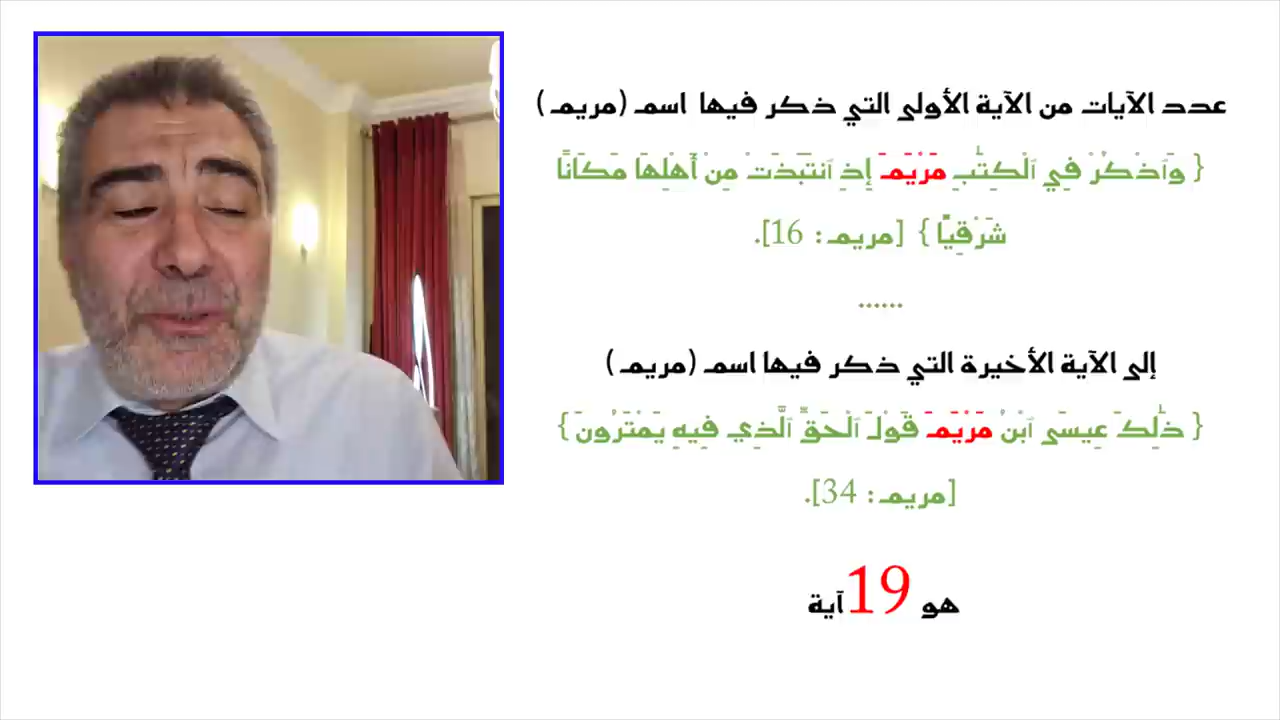 عدد الآيات من الآية الأولى التي ذكر فيها اسم (مريم)
{ وَٱذۡكُرۡ فِي ٱلۡكِتَٰبِ مَرۡيَمَ إِذِ ٱنتَبَذَتۡ مِنۡ أَهۡلِهَا مَكَانٗا
شَرۡقِيّٗا } [مريم: 16].
......
إلى الآية الأخيرة التي ذكر فيها اسم (مريم)
{ ذَٰلِكَ عِيسَى ٱبۡنُ مَرۡيَمَ قَوۡلَ ٱلۡحَقِّ ٱلَّذِي فِيهِ يَمۡتَرُونَ }
[مريم: 34].
هو 19 آية